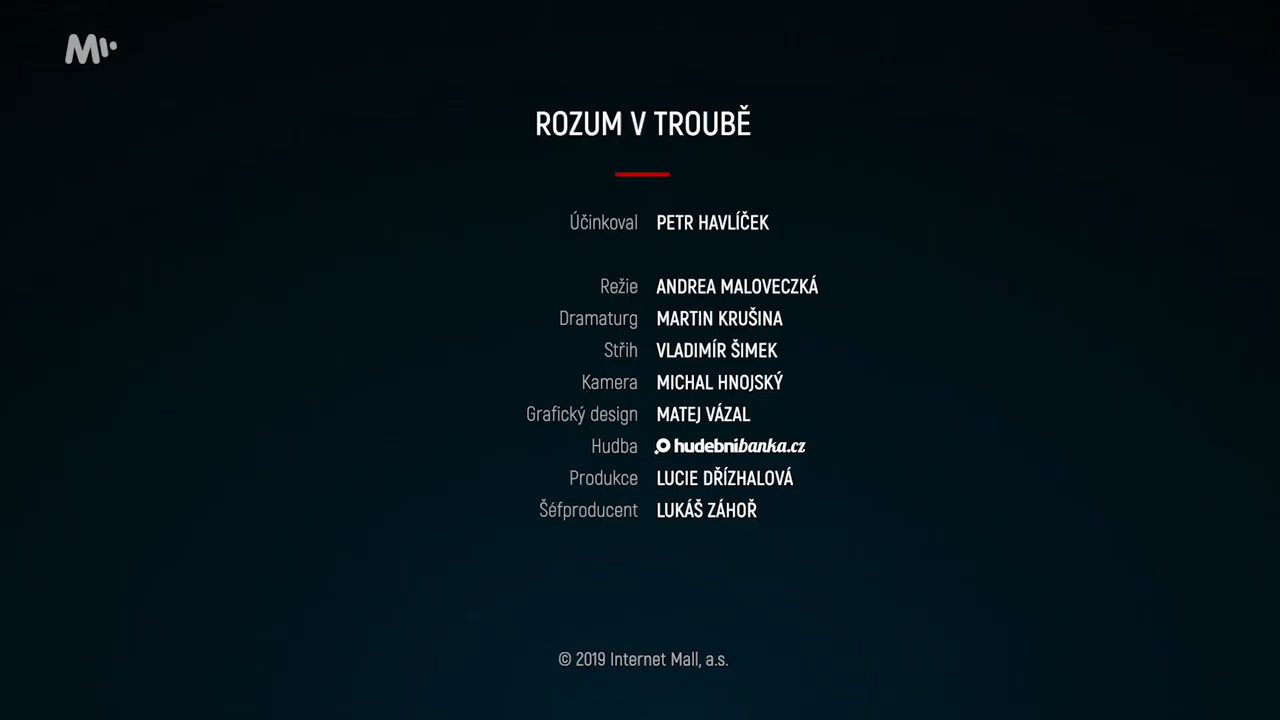 M
ROZUM V TROUBĚ
Účinkoval PETR HAVLÍČEK
Režie ANDREA MALOVECZKÁ
Dramaturg MARTIN KRUŠINA
Střih VLADIMÍR ŠIMEK
Kamera MICHAL HNOJSKÝ
Grafický design MATEJ VÁZAL
Hudba hudebníbanka.cz
Produkce LUCIE DŘÍZHALOVÁ
Šéfproducent LUKÁŠ ZÁHOŘ
© 2019 Internet Mall, a.s.